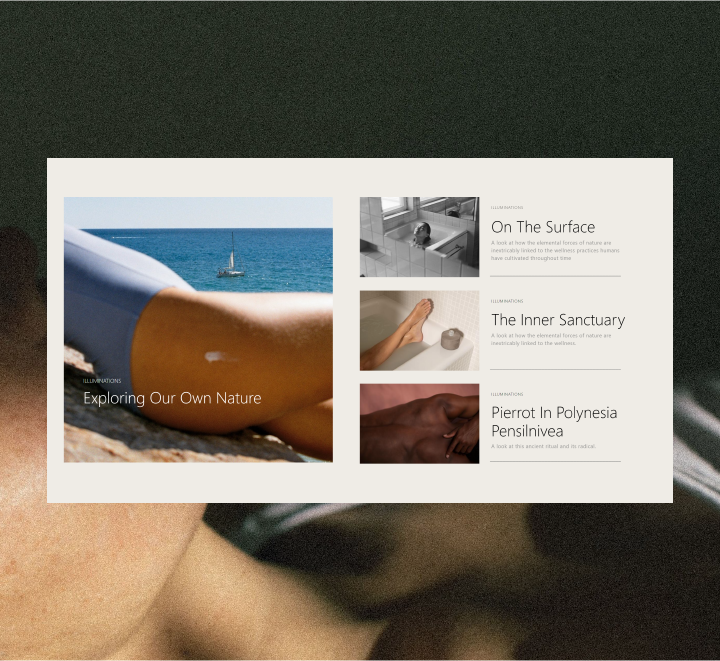 ILLUMINATIONS
Exploring Our Own Nature
ILLUMINATIONS
On The Surface
A look at how the elemental forces of nature are
inextricably linked to the wellness practices humans
have cultivated throughout time
ILLUMINATIONS
The Inner Sanctuary
A look at how the elemental forces of nature are
inextricably linked to the wellness.
ILLUMINATIONS
Pierrot In Polynesia
Pensilnivea
A look at this ancient ritual and its radical.